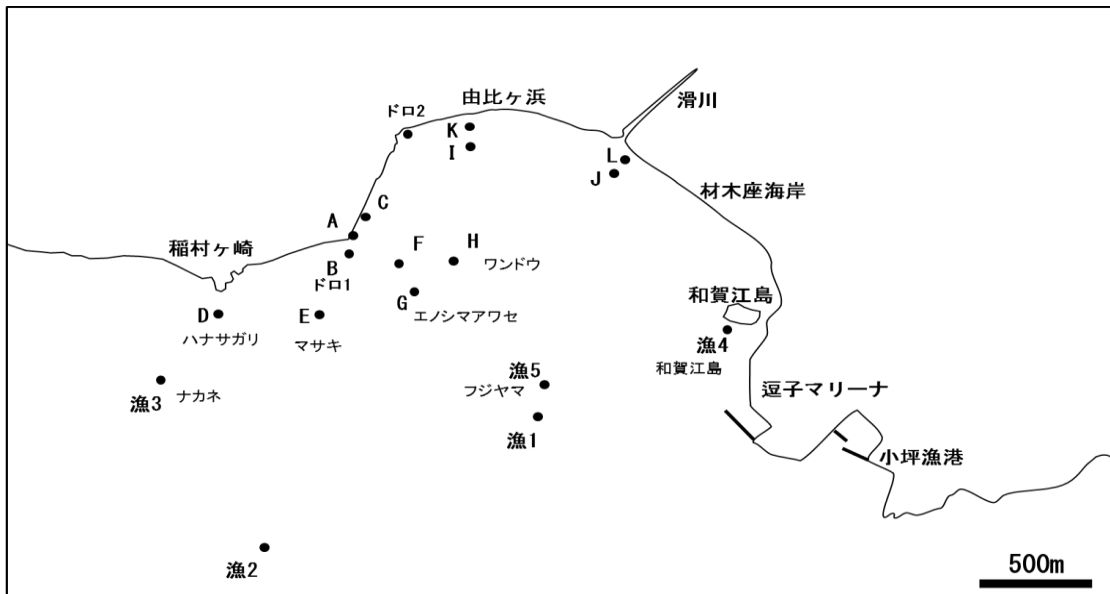 由比ヶ浜
滑川
ドロ2
K
I
L
J
材木座海岸
C
A
稲村ヶ崎
B
ドロ1
F
H
ワンドウ
G
エノシマアワセ
和賀江島
D
ハナサガリ
E
マサキ
漁4
和賀江島
漁3
ナカネ
漁5
フジヤマ
漁1
逗子マリーナ
小坪漁港
漁2
500m